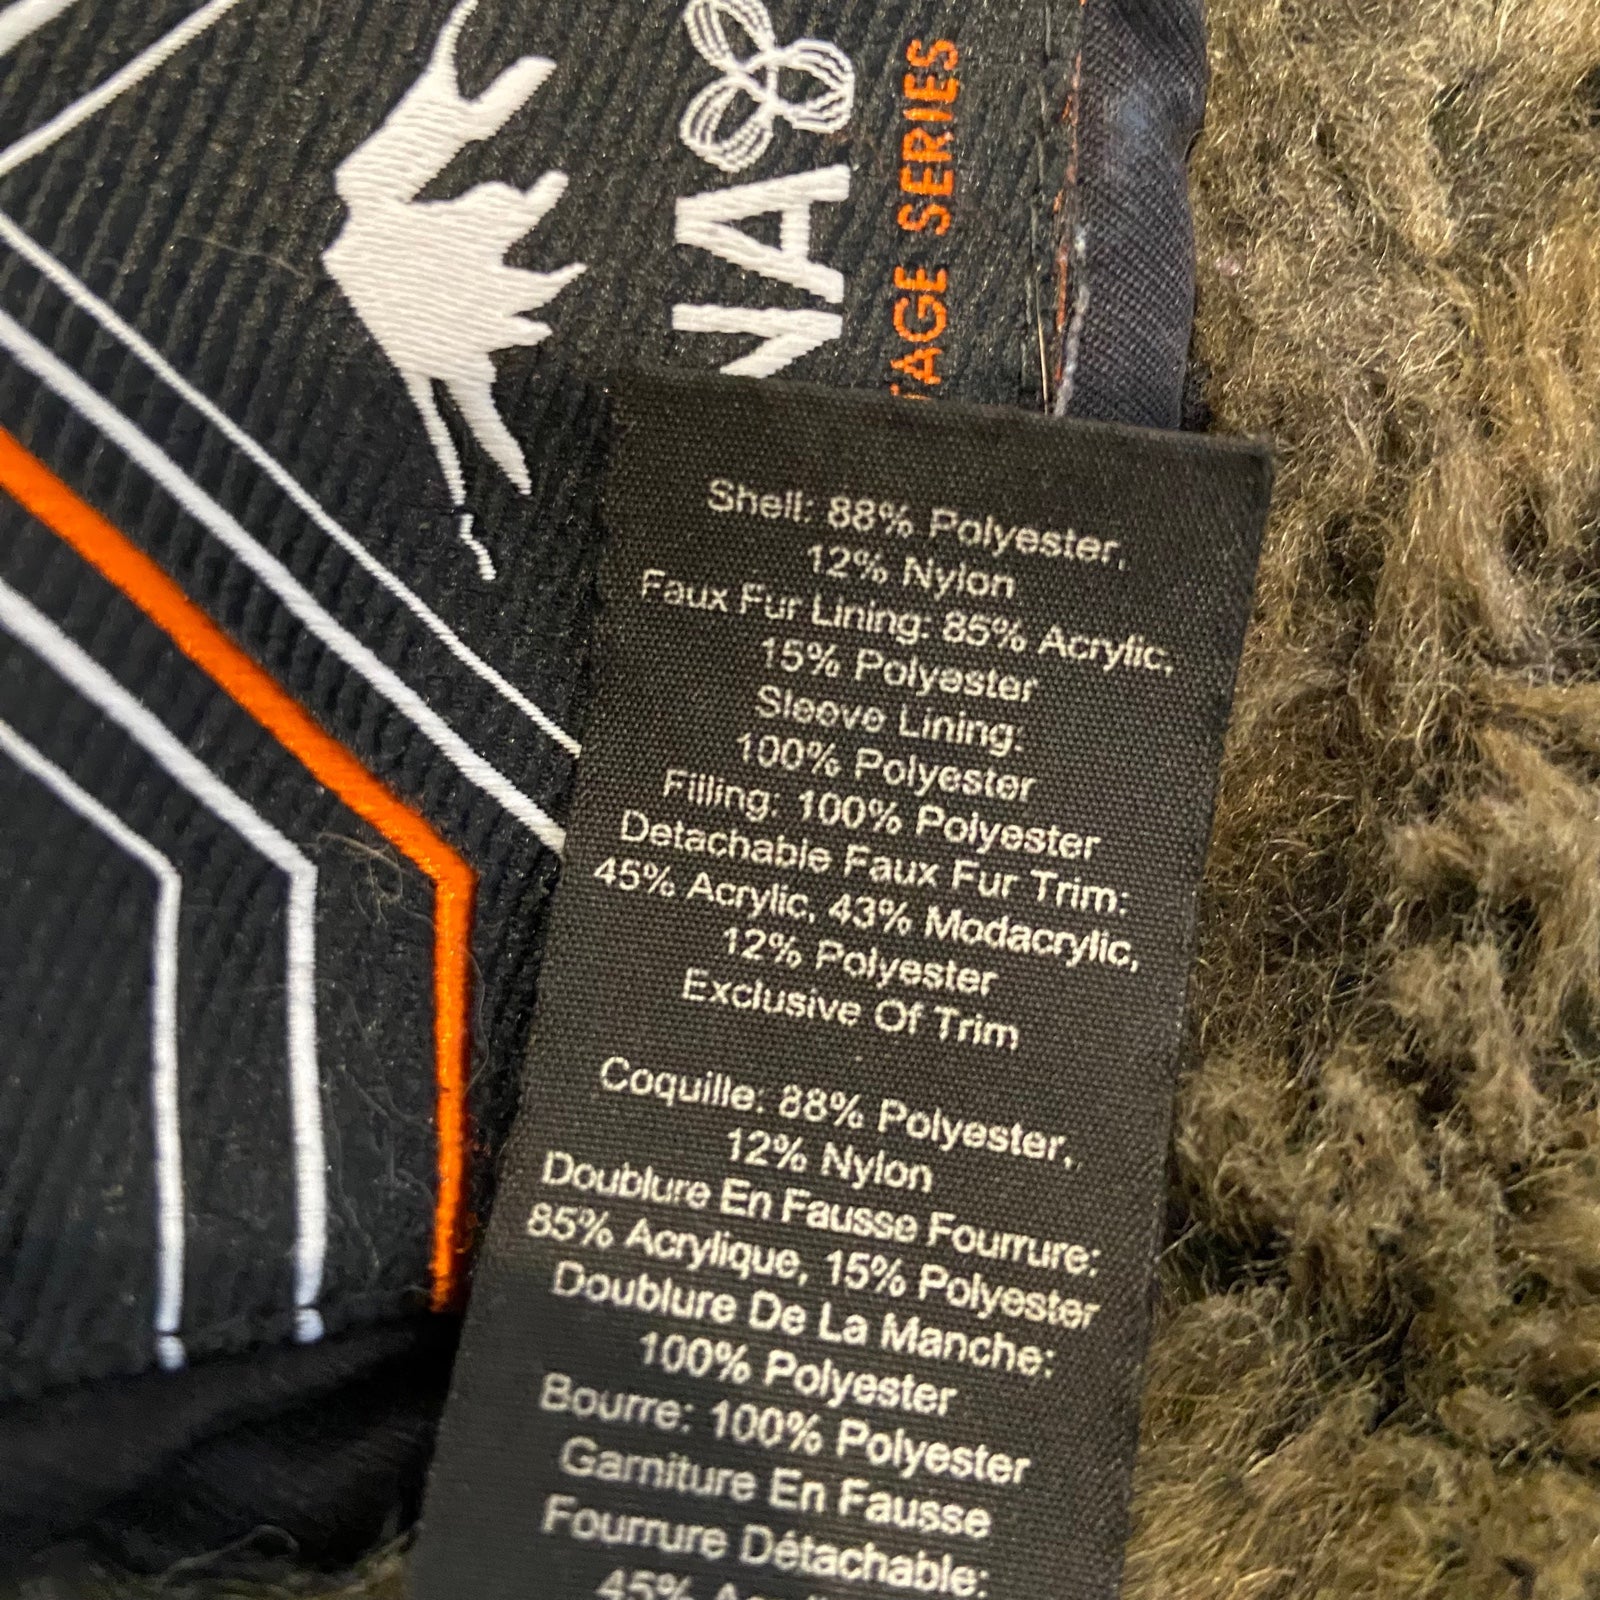 NA
TAGE SERIES
Shell: 88% Polyester,
12% Nylon
Faux Fur Lining: 85% Acrylic,
15% Polyester
Sleeve Lining:
100% Polyester
Filling: 100% Polyester
Detachable Faux Fur Trim:
45% Acrylic, 43% Modacrylic,
12% Polyester
Exclusive Of Trim
Coquille: 88% Polyester,
12% Nylon
Doublure En Fausse Fourrure:
85% Acrylique, 15% Polyester
Doublure De La Manche:
100% Polyester
Bourre: 100% Polyester
Garniture En Fausse
Fourrure Détachable:
45%